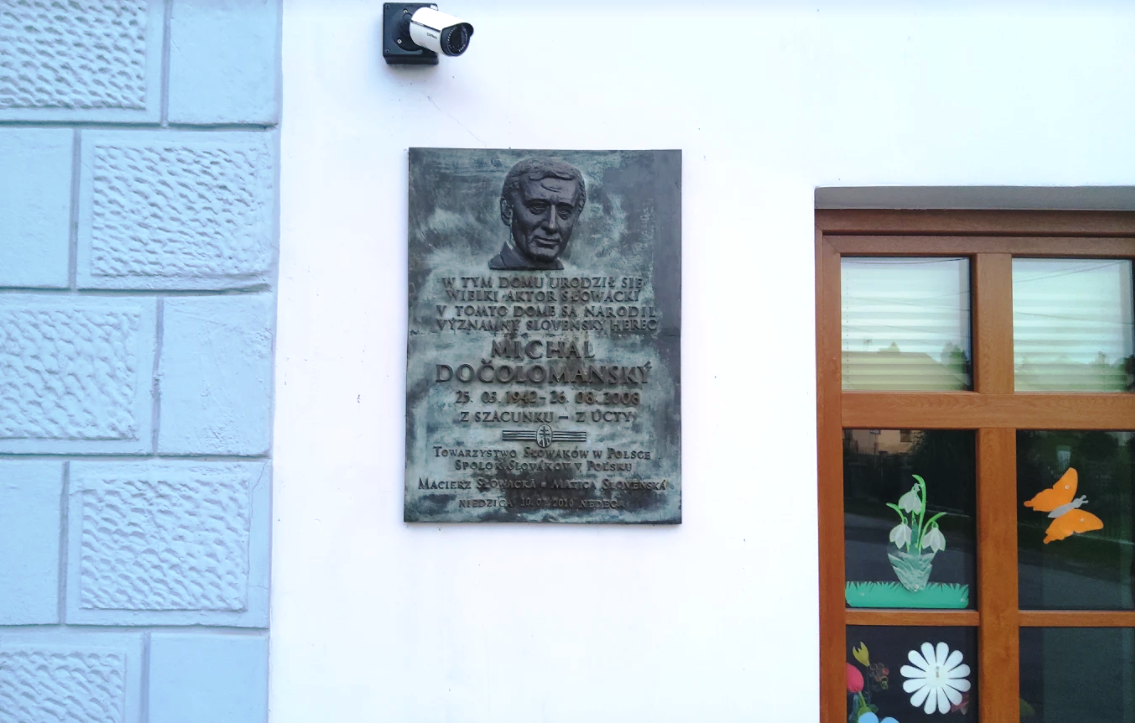 W TYM DOMU URODZIŁ SIĘ
WIELKI AKTOR SŁOWACKI
V TOMTO DOME SA NARODIL
VÝZNAMNÝ SLOVENSKÝ HEREC
MICHAL
DOČOLOMANSKÝ
25. 03. 1942 - 26. 08. 2008
Z SZACUNKU – Z ÚCTY
TOWARZYSTWO SŁOWAKÓW W POLSCE
SPOLOK SLOVÁKOV V POĽSKU
MACIERZ SŁOWACKA • MATICA SLOVENSKÁ
NIEDZICA 10.07.2010 NEDECA